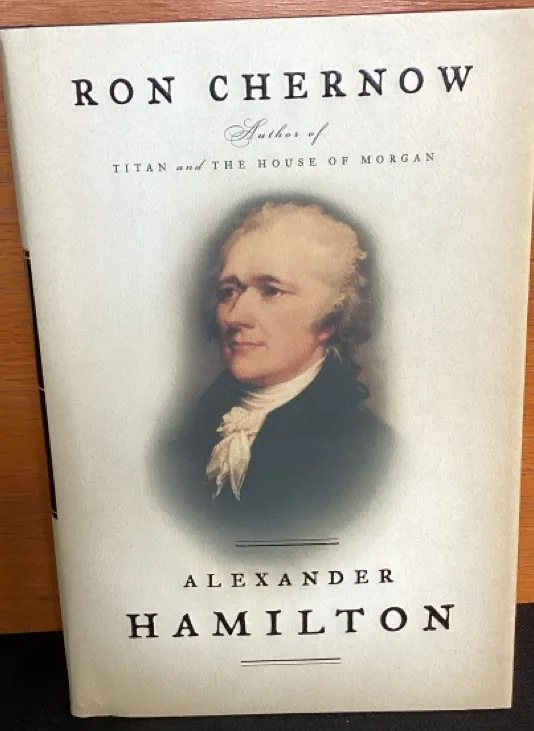 RON CHERNOW
Author of
TITAN and THE HOUSE OF MORGAN
ALEXANDER
HAMILTON